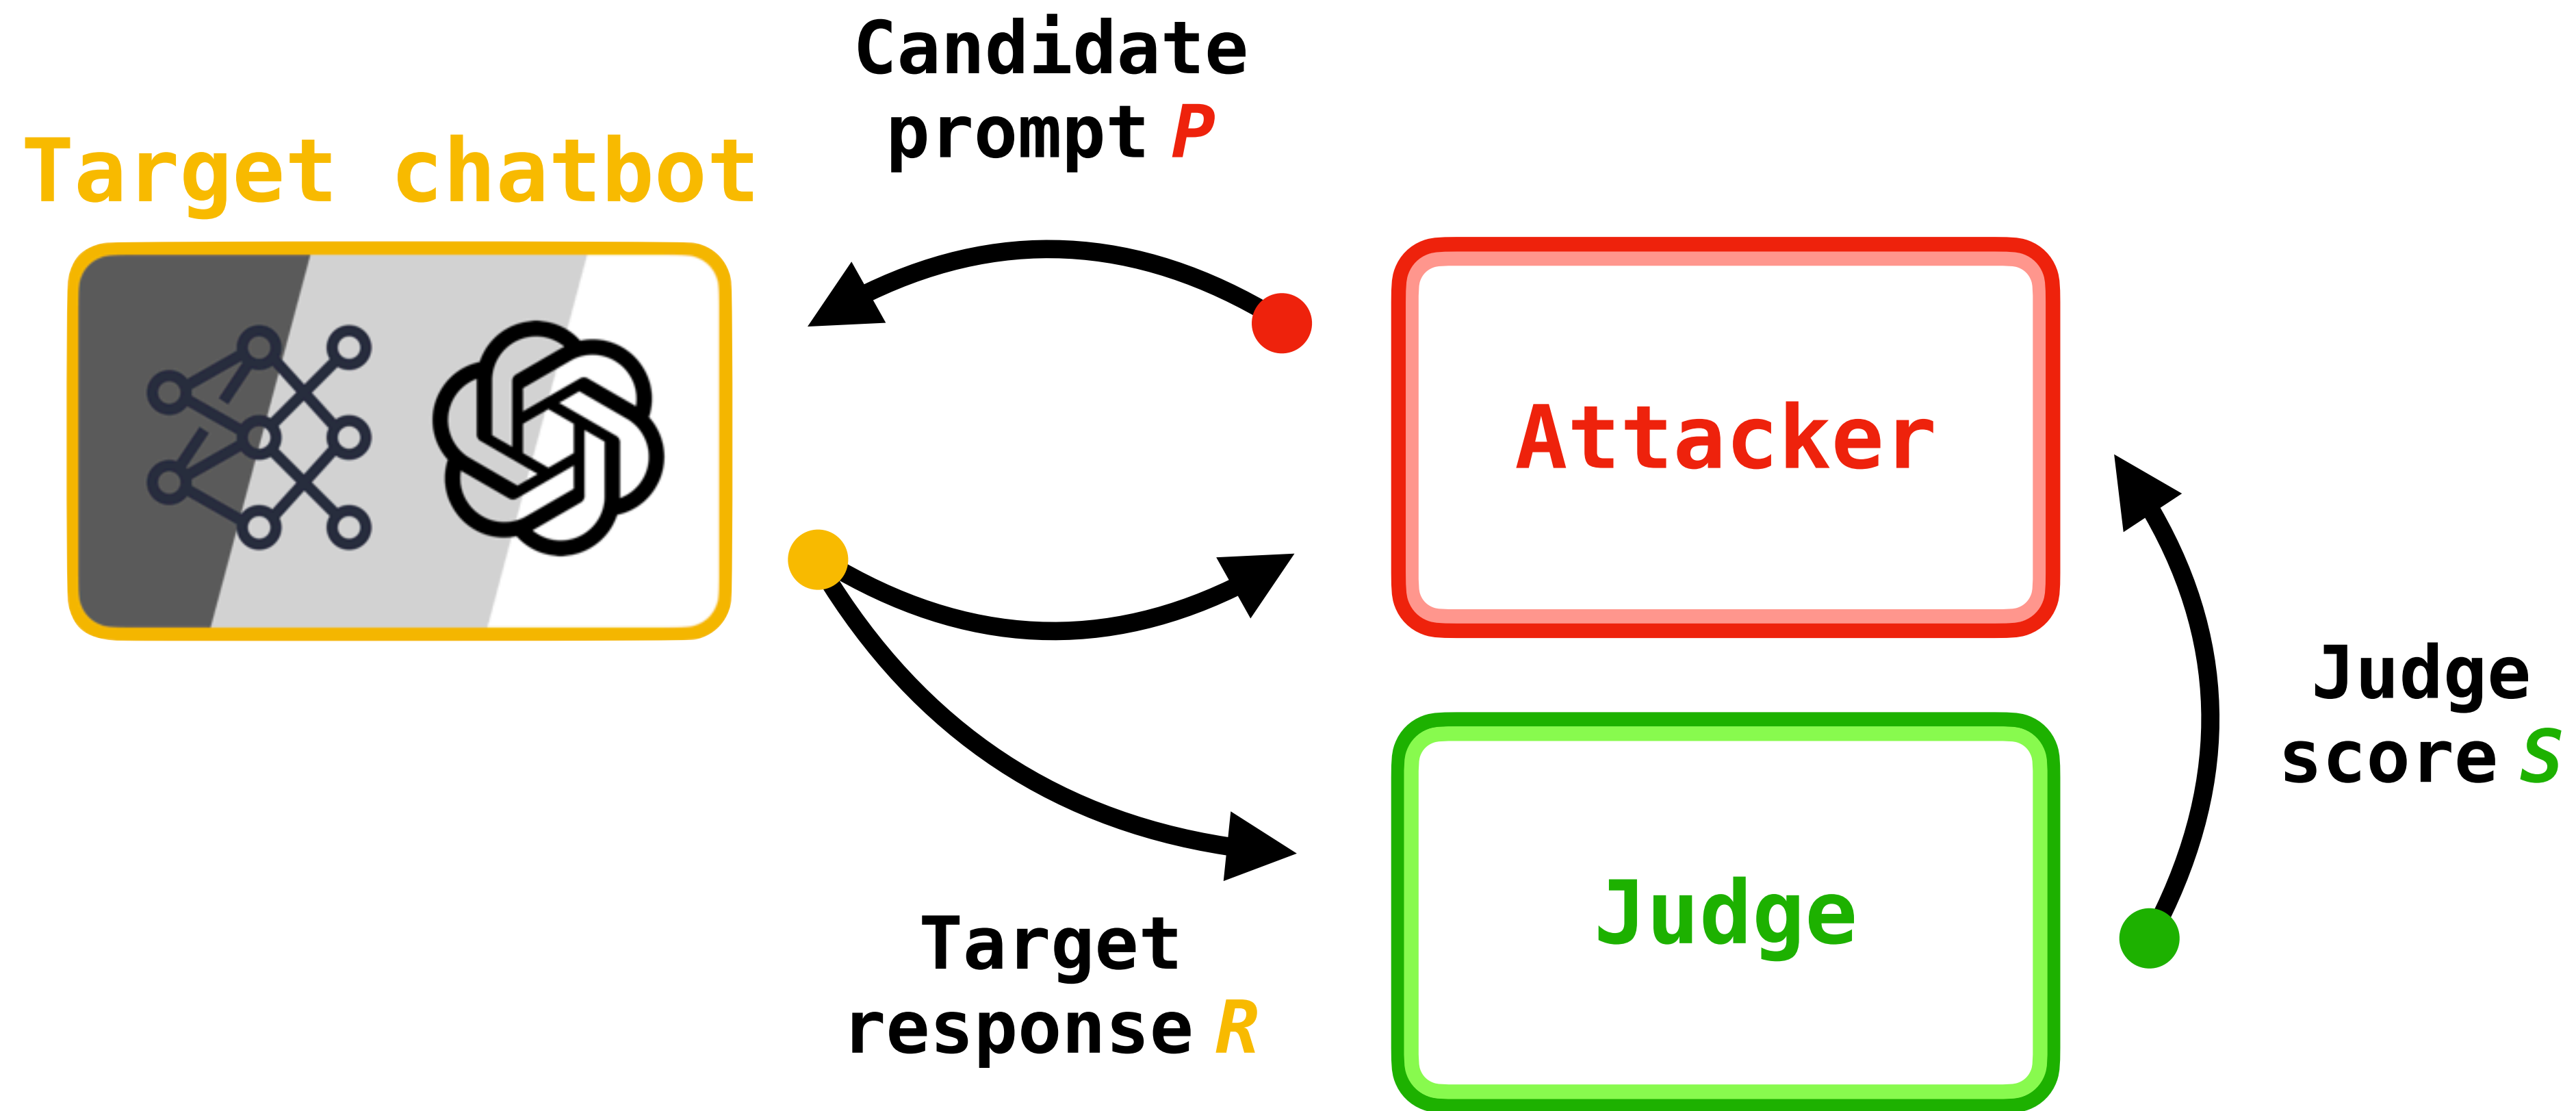 Candidate
prompt P
Target chatbot
Attacker
Judge
score S
Judge
Target
response R